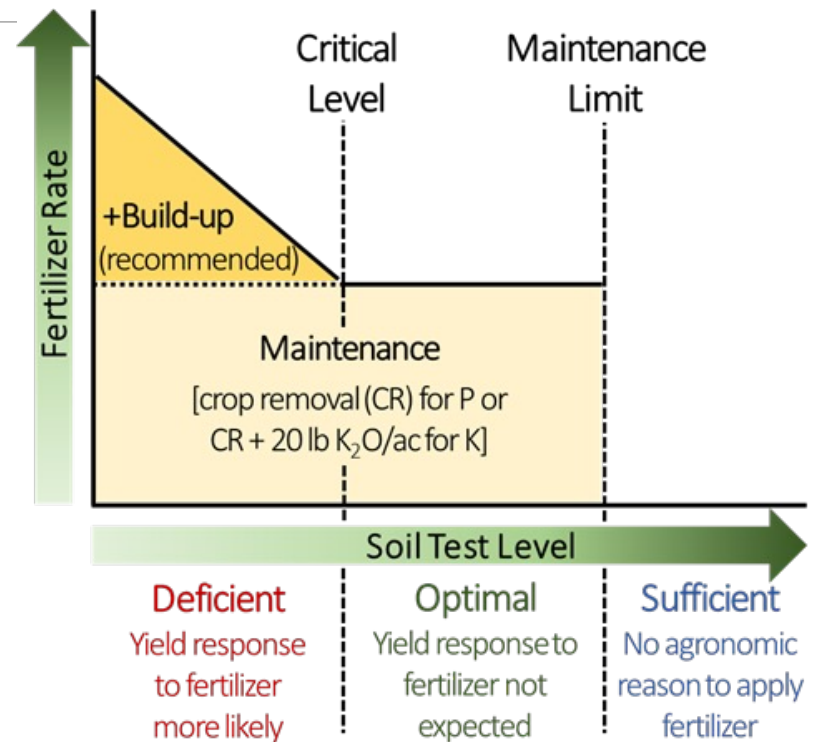 Critical
Level
Maintenance
Limit
Fertilizer Rate
+Build-up
(recommended)
Maintenance
[crop removal (CR) for P or
CR + 20 lb K₂O/ac for K]
Soil Test Level
Deficient
Yield response
to fertilizer
more likely
Optimal
Yield response to
fertilizer not
expected
Sufficient
No agronomic
reason to apply
fertilizer